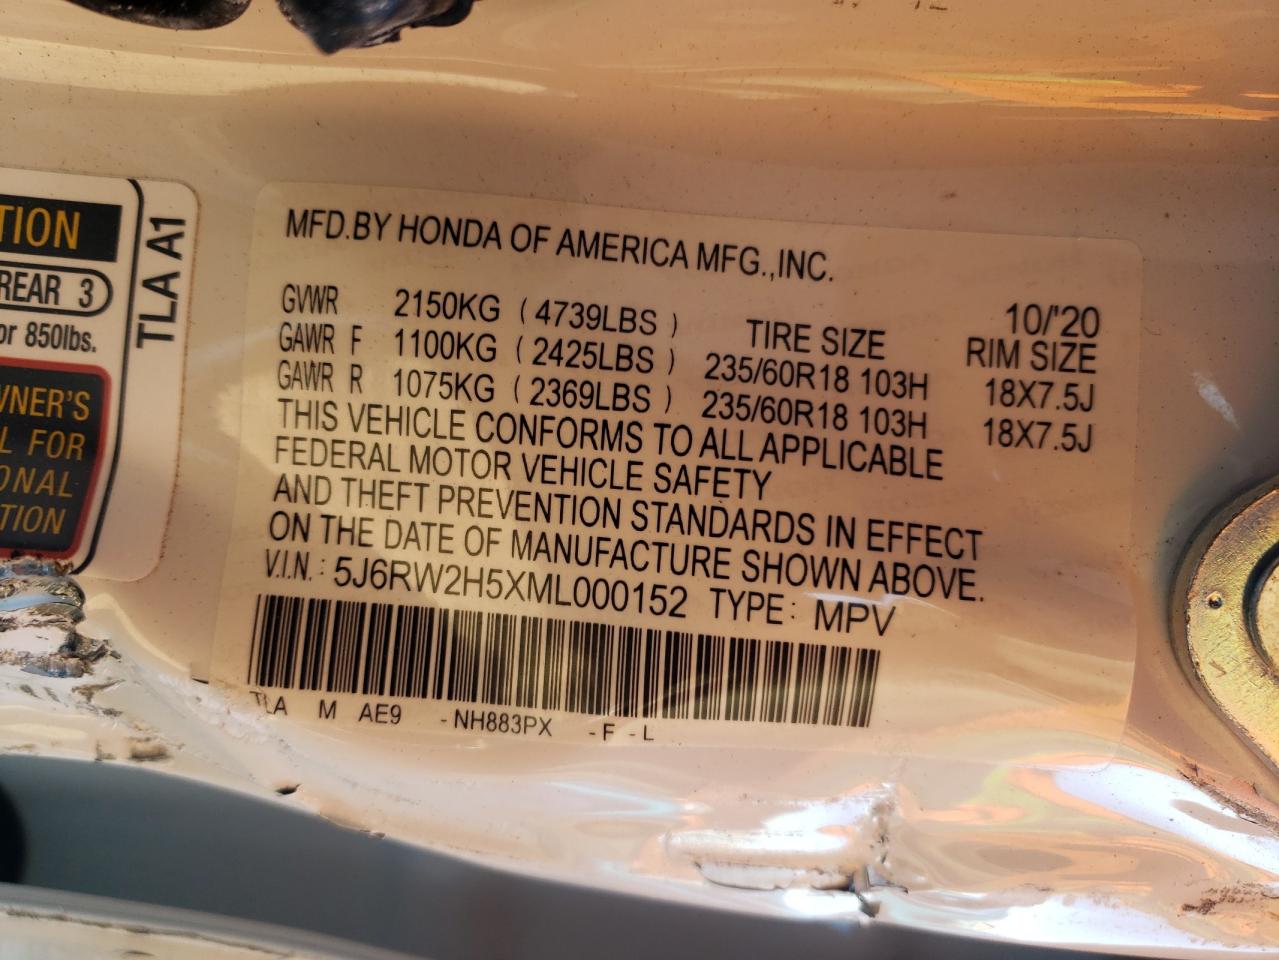 TION
REAR 3
or 850lbs.
WNER'S
L FOR
ONAL
TION
TLA A1
MFD.BY HONDA OF AMERICA MFG.,INC.
10/'20
GVWR 2150KG ( 4739LBS ) TIRE SIZE RIM SIZE
GAWR F 1100KG ( 2425LBS ) 235/60R18 103H 18X7.5J
GAWR R 1075KG ( 2369LBS ) 235/60R18 103H 18X7.5J
THIS VEHICLE CONFORMS TO ALL APPLICABLE
FEDERAL MOTOR VEHICLE SAFETY
AND THEFT PREVENTION STANDARDS IN EFFECT
ON THE DATE OF MANUFACTURE SHOWN ABOVE.
V.I.N.: 5J6RW2H5XML000152 TYPE: MPV
TLA M AE9 -NH883PX -F -L